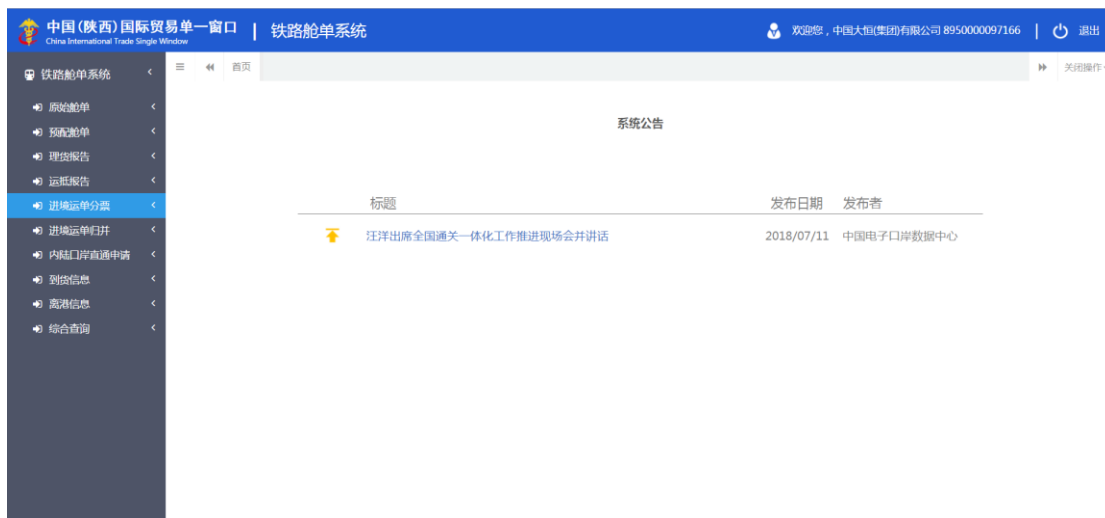 中国(陕西)国际贸易单一窗口 | 铁路舱单系统
China International Trade Single Window
欢迎您，中国大恒(集团)有限公司 8950000097166 | 退出
铁路舱单系统
首页
关闭操作
原始舱单
预配舱单
理货报告
运抵报告
进境运单分票
进境运单归并
内陆口岸直通申请
到货信息
离港信息
综合查询
系统公告
标题 发布日期 发布者
汪洋出席全国通关一体化工作推进现场会并讲话 2018/07/11 中国电子口岸数据中心